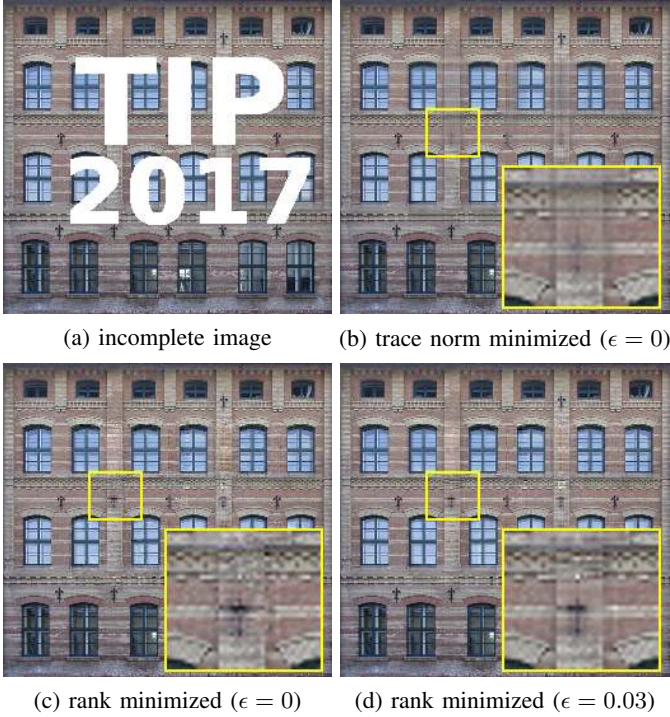 TIP
2017
(a) incomplete image
(b) trace norm minimized (ϵ = 0)
(c) rank minimized (ϵ = 0)
(d) rank minimized (ϵ = 0.03)